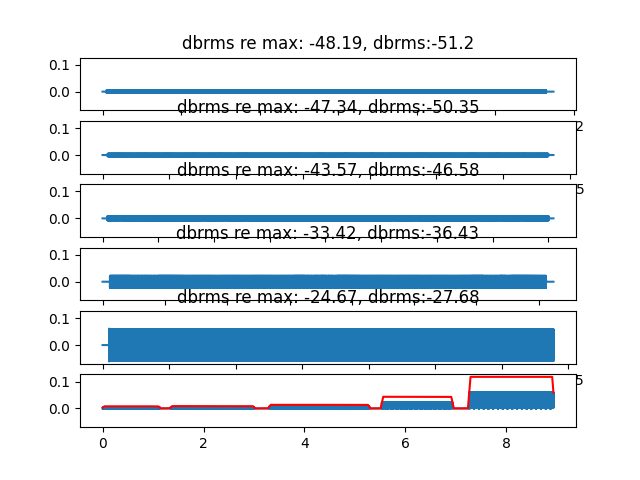 dbrms re max: -48.19, dbrms:-51.2
0.1
0.0
2
dbrms re max: -47.34, dbrms:-50.35
0.1
0.0
5
dbrms re max: -43.57, dbrms:-46.58
0.1
0.0
dbrms re max: -33.42, dbrms:-36.43
0.1
0.0
dbrms re max: -24.67, dbrms:-27.68
0.1
0.0
5
0.1
0.0
0 2 4 6 8